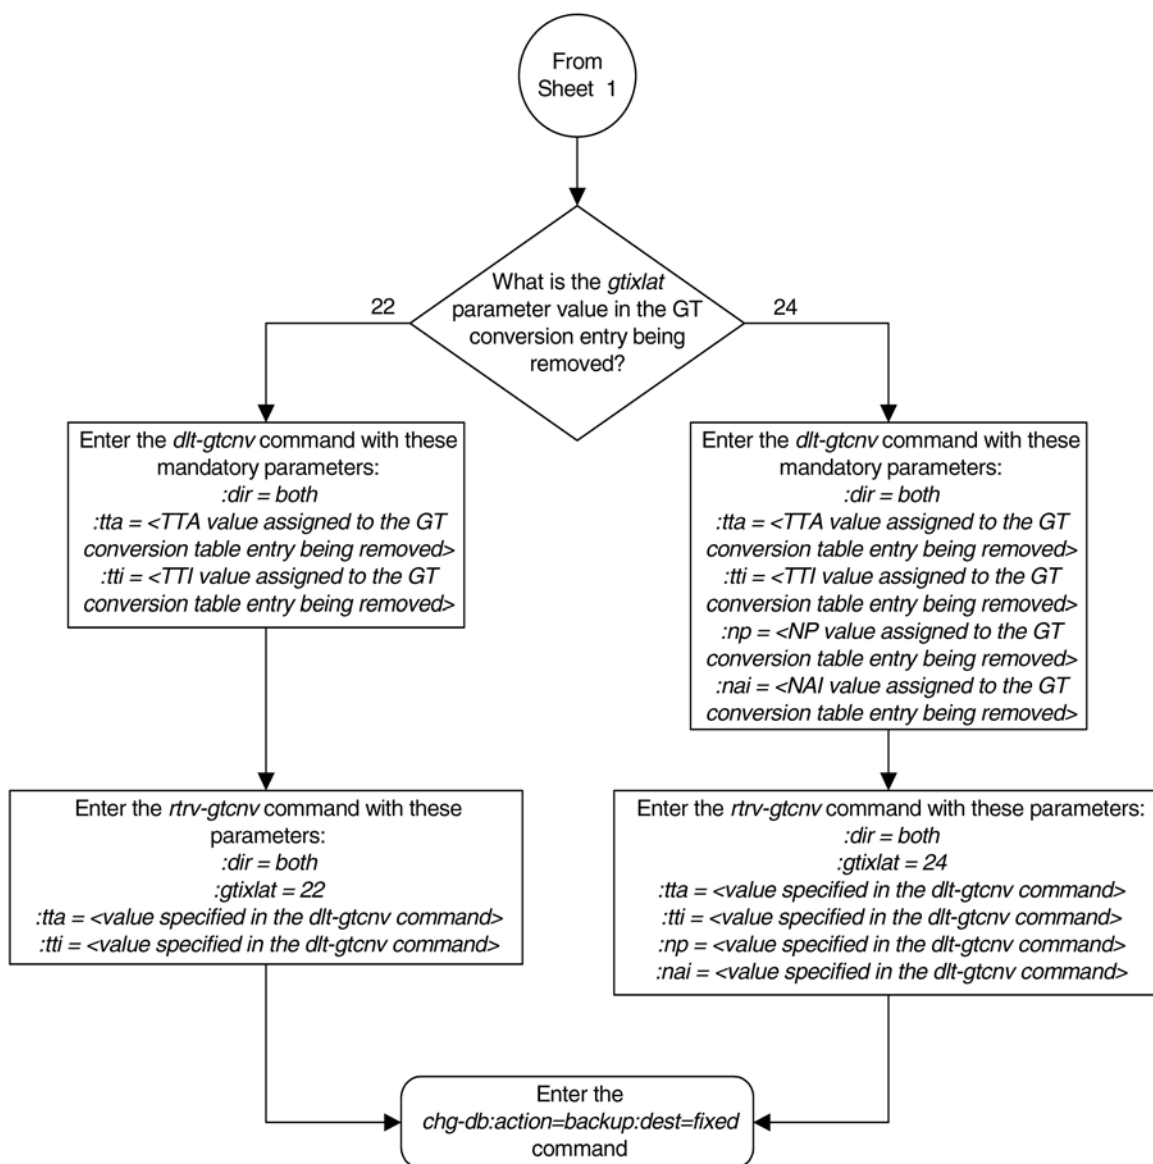 From
Sheet 1
What is the gtixlat
parameter value in the GT
conversion entry being
removed?
22
24
Enter the dlt-gtcnv command with these
mandatory parameters:
:dir = both
:tta = <TTA value assigned to the GT
conversion table entry being removed>
:tti = <TTI value assigned to the GT
conversion table entry being removed>
Enter the dlt-gtcnv command with these
mandatory parameters:
:dir = both
:tta = <TTA value assigned to the GT
conversion table entry being removed>
:tti = <TTI value assigned to the GT
conversion table entry being removed>
:np = <NP value assigned to the GT
conversion table entry being removed>
:nai = <NAI value assigned to the GT
conversion table entry being removed>
Enter the rtrv-gtcnv command with these
parameters:
:dir = both
:gtixlat = 22
:tta = <value specified in the dlt-gtcnv command>
:tti = <value specified in the dlt-gtcnv command>
Enter the rtrv-gtcnv command with these parameters:
:dir = both
:gtixlat = 24
:tta = <value specified in the dlt-gtcnv command>
:tti = <value specified in the dlt-gtcnv command>
:np = <value specified in the dlt-gtcnv command>
:nai = <value specified in the dlt-gtcnv command>
Enter the
chg-db:action=backup:dest=fixed
command